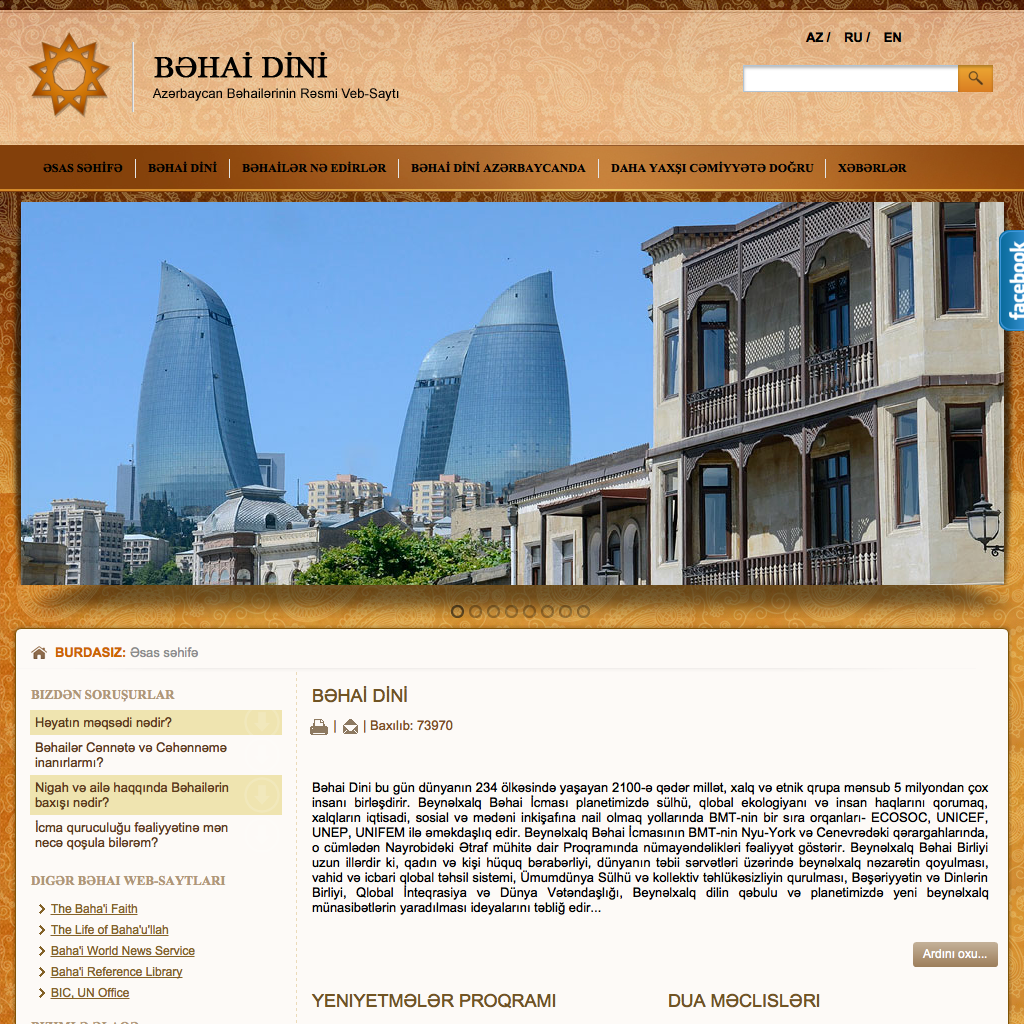 AZ / RU / EN
BƏHAİ DİNİ
Azərbaycan Bəhailərinin Rəsmi Veb-Saytı
ƏSAS SƏHİFƏ
BƏHAİ DİNİ
BƏHAİLƏR NƏ EDİRLƏR
BƏHAİ DİNİ AZƏRBAYCANDA
DAHA YAXŞI CƏMİYYƏTƏ DOĞRU
XƏBƏRLƏR
facebook
BURDASIZ: Əsas səhifə
BIZDƏN SORUŞURLAR
Həyatın məqsədi nədir?
Bəhailər Cənnətə və Cəhənnəmə
inanırlarmı?
Nigah və ailə haqqında Bəhailərin
baxışı nədir?
İcma quruculuğu fəaliyyətinə mən
necə qoşula bilərəm?
DIGƏR BƏHAI WEB-SAYTLARI
The Baha'i Faith
The Life of Baha'u'llah
Baha'i World News Service
Baha'i Reference Library
BIC, UN Office
BƏHAİ DİNİ
| | Baxılıb: 73970
Bəhai Dini bu gün dünyanın 234 ölkəsində yaşayan 2100-ə qədər millət, xalq və etnik qrupa mənsub 5 milyondan çox
insanı birləşdirir. Beynəlxalq Bəhai İcması planetimizdə sülhü, qlobal ekologiyanı və insan haqlarını qorumaq,
xalqların iqtisadi, sosial və mədəni inkişafına nail olmaq yollarında BMT-nin bir sıra orqanları- ECOSOC, UNICEF,
UNEP, UNIFEM ilə əməkdaşlıq edir. Beynəlxalq Bəhai İcmasının BMT-nin Nyu-York və Cenevrədəki qərargahlarında,
o cümlədən Nayrobidəki Ətraf mühitə dair Proqramında nümayəndəlikləri fəaliyyət göstərir. Beynəlxalq Bəhai Birliyi
uzun illərdir ki, qadın və kişi hüquq bərabərliyi, dünyanın təbii sərvətləri üzərində beynəlxalq nəzarətin qoyulması,
vahid və icbari qlobal təhsil sistemi, Ümumdünya Sülhü və kollektiv təhlükəsizliyin qurulması, Bəşəriyyətin və Dinlərin
Birliyi, Qlobal İnteqrasiya və Dünya Vətəndaşlığı, Beynəlxalq dilin qəbulu və planetimizdə yeni beynəlxalq
münasibətlərin yaradılması ideyalarını təbliğ edir...
Ardını oxu...
YENIYETMƏLƏR PROQRAMI
DUA MƏCLISLƏRI